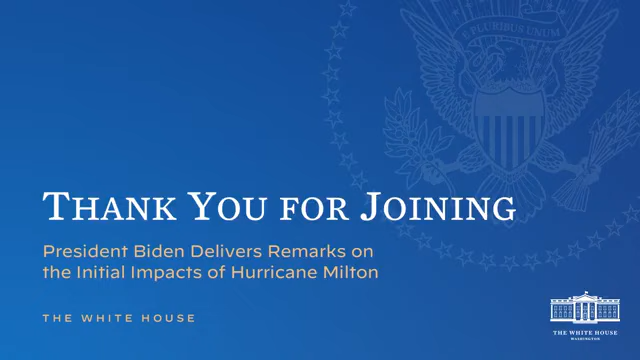 E PLURIBUS UNUM
THANK YOU FOR JOINING
President Biden Delivers Remarks on
the Initial Impacts of Hurricane Milton
THE WHITE HOUSE
THE WHITE HOUSE
WASHINGTON